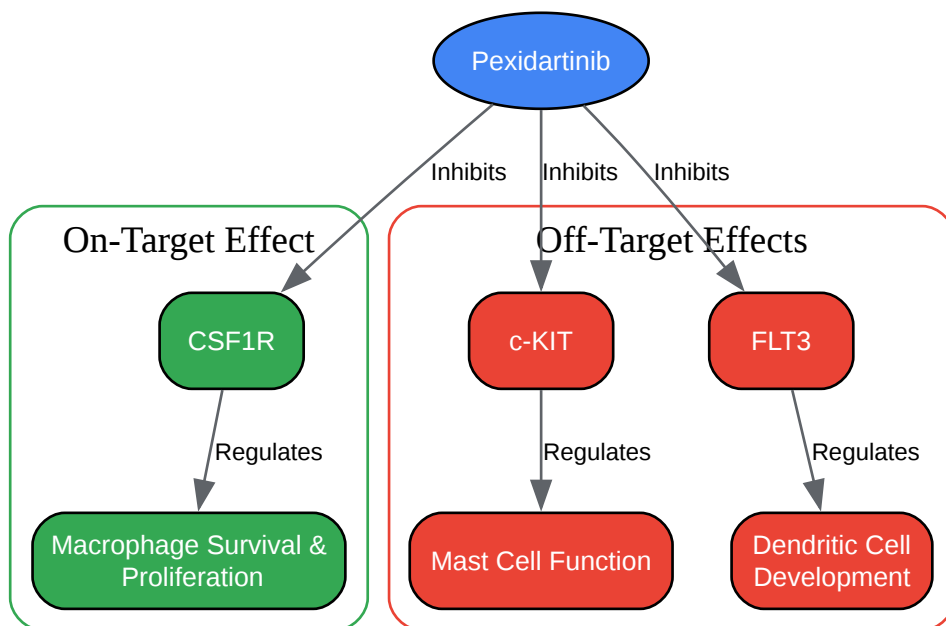 Pexidartinib
Inhibits
Inhibits
Inhibits
On-Target Effect
Off-Target Effects
CSF1R
c-KIT
FLT3
Regulates
Regulates
Regulates
Macrophage Survival &
Proliferation
Mast Cell Function
Dendritic Cell
Development